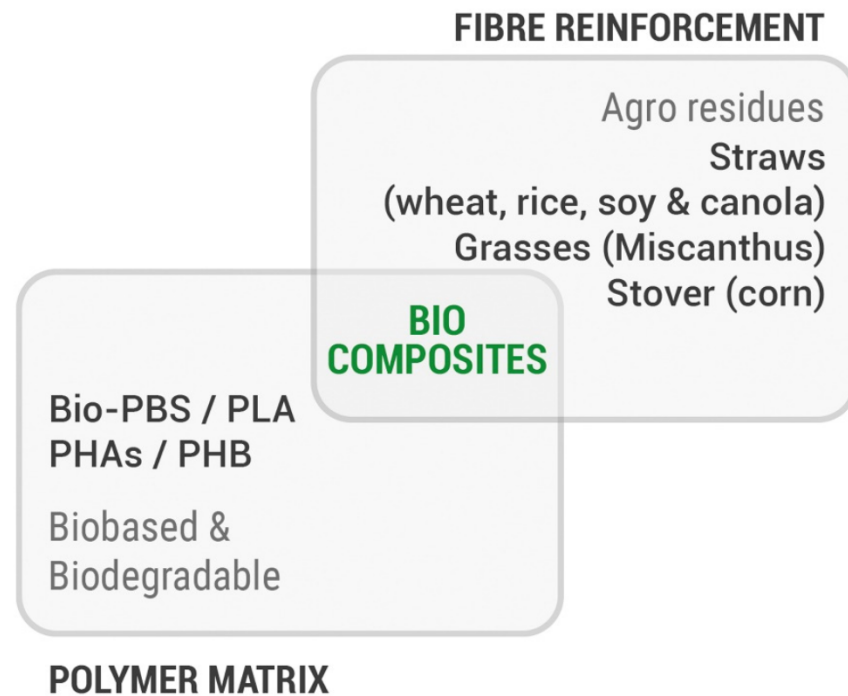 FIBRE REINFORCEMENT
Agro residues
Straws
(wheat, rice, soy & canola)
Grasses (Miscanthus)
Stover (corn)
BIO
COMPOSITES
Bio-PBS / PLA
PHAs / PHB
Biobased &
Biodegradable
POLYMER MATRIX